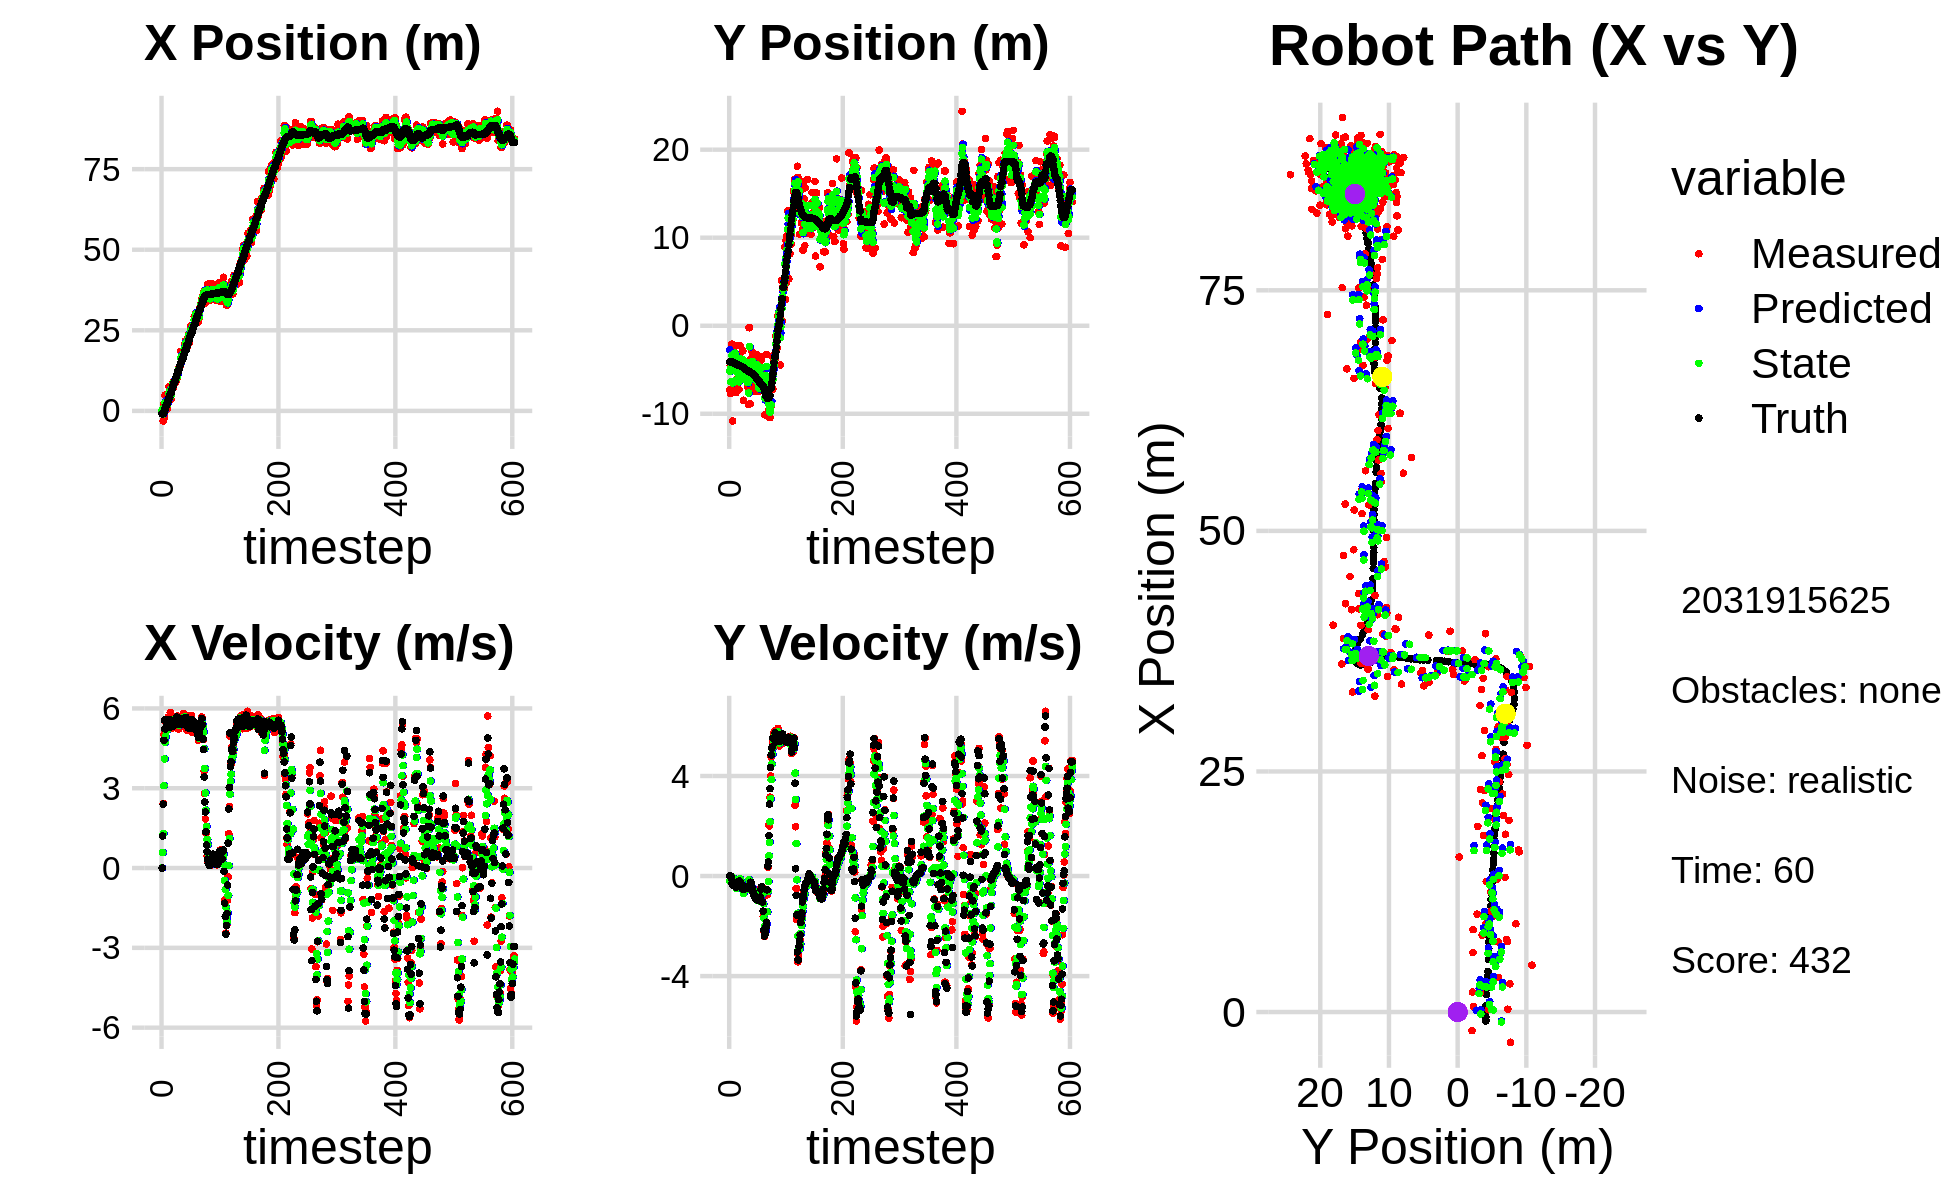 X Position (m)
75
50
25
0
0
200
400
600
timestep
Y Position (m)
20
10
0
-10
0
200
400
600
timestep
X Velocity (m/s)
6
3
0
-3
-6
0
200
400
600
timestep
Y Velocity (m/s)
4
0
-4
0
200
400
600
timestep
Robot Path (X vs Y)
X Position (m)
75
50
25
0
20 10 0 -10 -20
Y Position (m)
variable
Measured
Predicted
State
Truth
2031915625
Obstacles: none
Noise: realistic
Time: 60
Score: 432